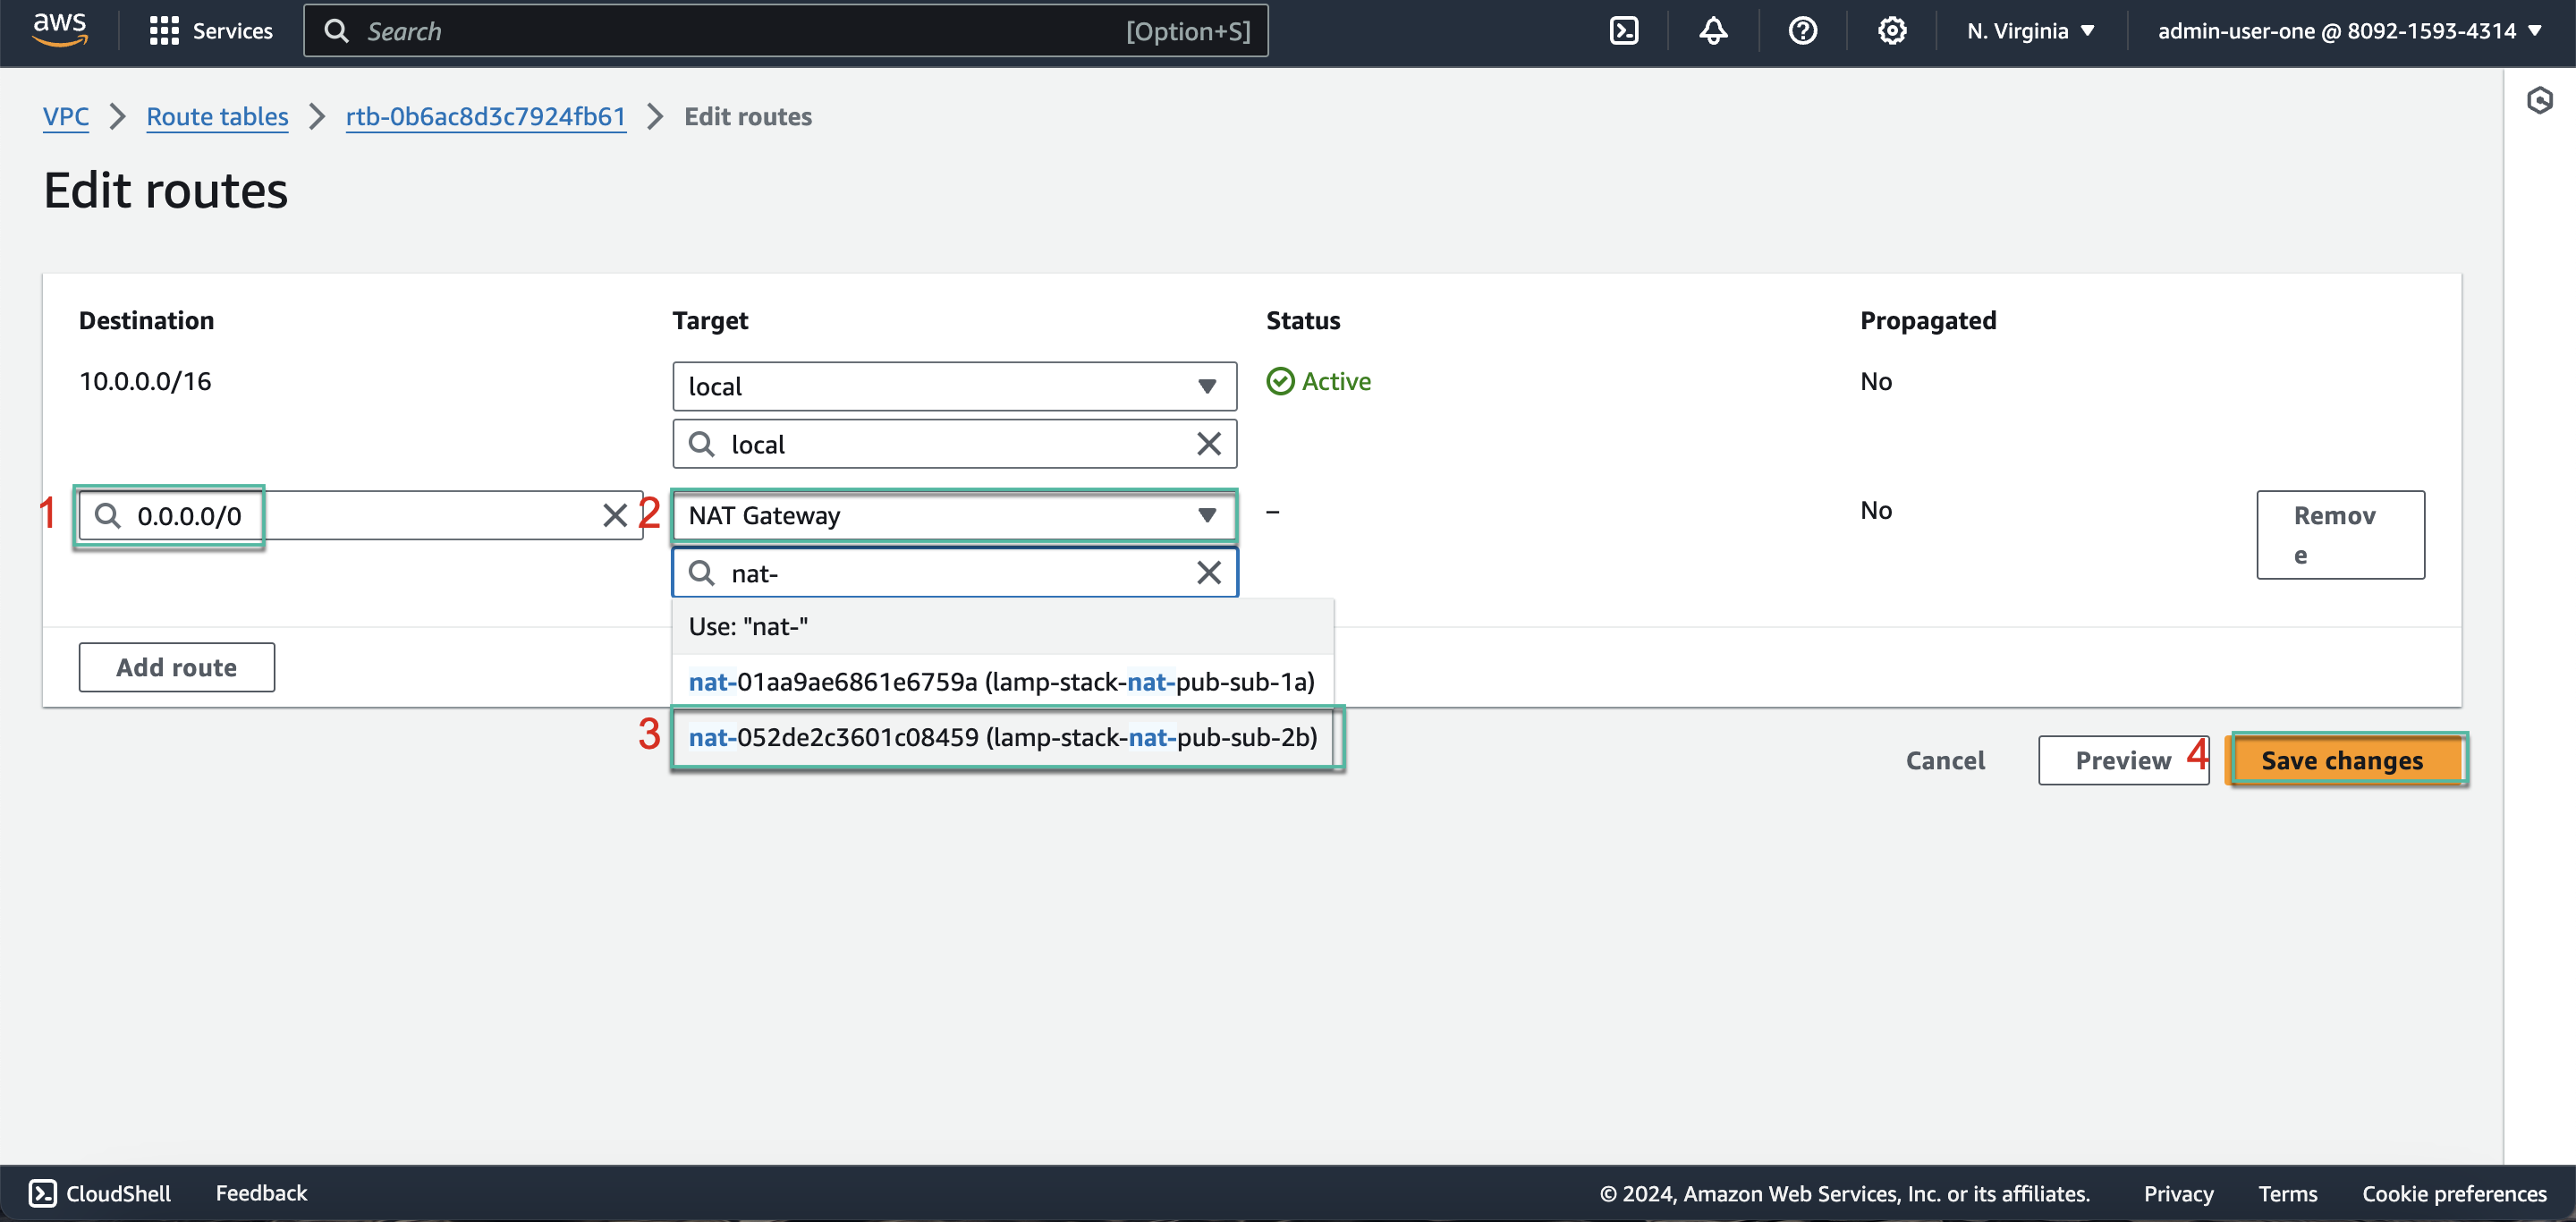 aws
Services
Search
[Option+S]
N. Virginia
admin-user-one @ 8092-1593-4314
VPC
Route tables
rtb-0b6ac8d3c7924fb61
Edit routes
Edit routes
Destination
Target
Status
Propagated
10.0.0.0/16
local
Active
No
local
1
0.0.0.0/0
2
NAT Gateway
–
No
Remov
e
nat-
Use: "nat-"
Add route
nat-01aa9ae6861e6759a (lamp-stack-nat-pub-sub-1a)
3
nat-052de2c3601c08459 (lamp-stack-nat-pub-sub-2b)
Cancel
Preview
4
Save changes
CloudShell
Feedback
© 2024, Amazon Web Services, Inc. or its affiliates.
Privacy
Terms
Cookie preferences